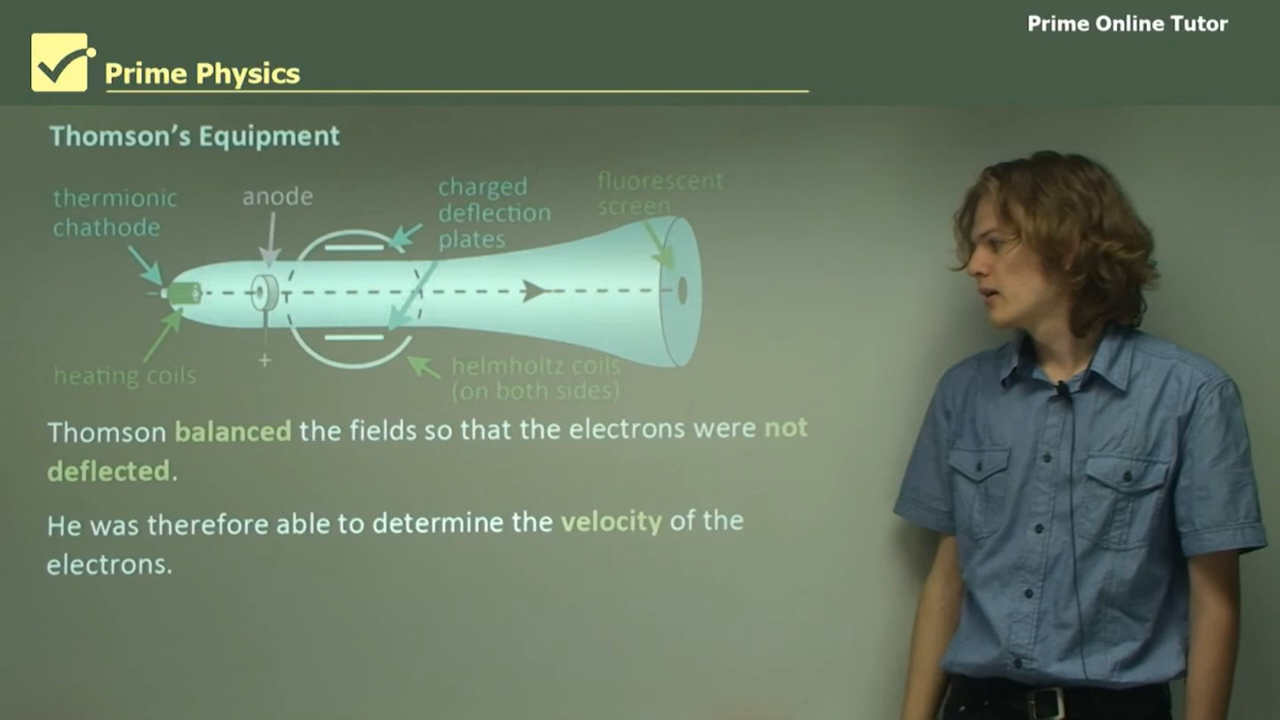 Prime Online Tutor
Prime Physics
Thomson's Equipment
thermionic
chathode
anode
charged
deflection
plates
fluorescent
screen
+
heating coils
helmholtz coils
(on both sides)
Thomson balanced the fields so that the electrons were not
deflected.
He was therefore able to determine the velocity of the
electrons.